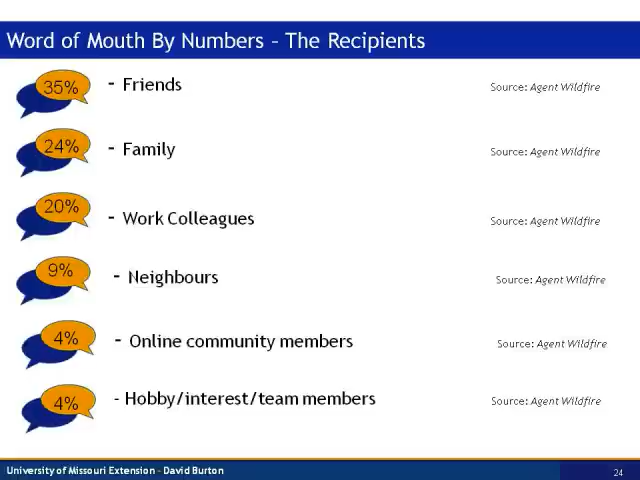 Word of Mouth By Numbers – The Recipients
35% - Friends Source: Agent Wildfire
24% - Family Source: Agent Wildfire
20% - Work Colleagues Source: Agent Wildfire
9% - Neighbours Source: Agent Wildfire
4% - Online community members Source: Agent Wildfire
4% - Hobby/interest/team members Source: Agent Wildfire
University of Missouri Extension - David Burton 24